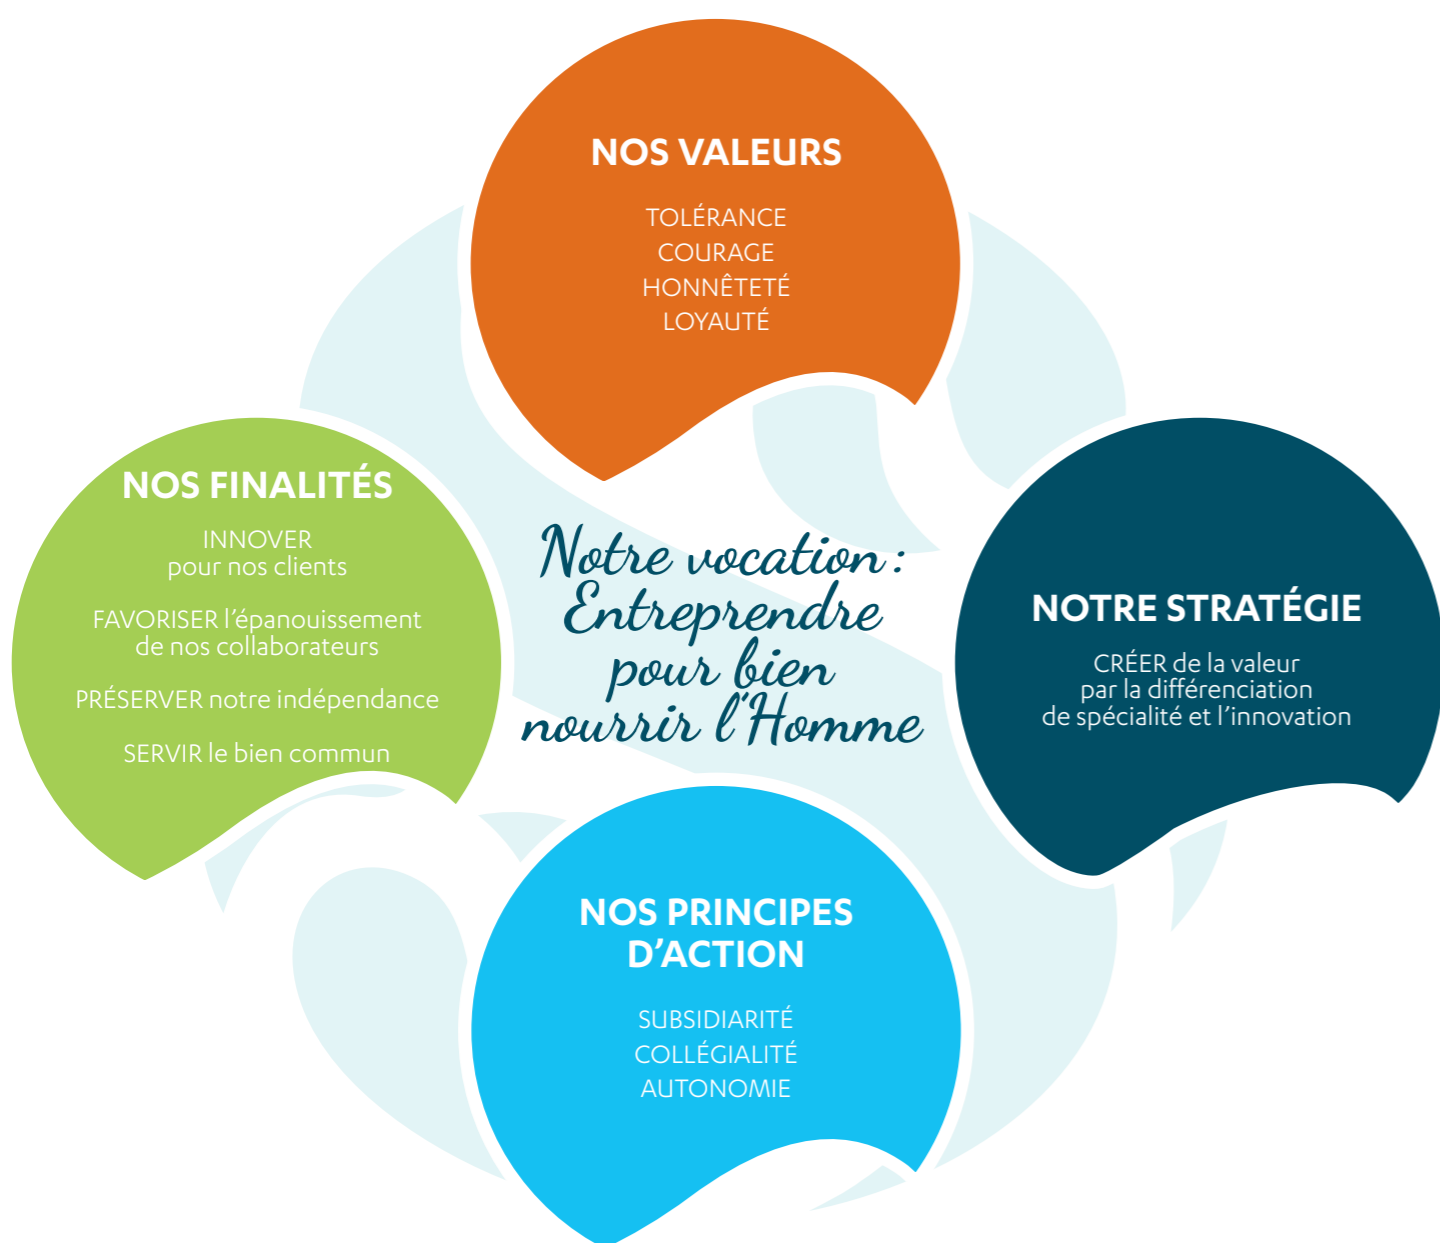 NOS VALEURS
TOLÉRANCE
COURAGE
HONNÊTETÉ
LOYAUTÉ
NOS FINALITÉS
INNOVER
pour nos clients
FAVORISER l’épanouissement
de nos collaborateurs
PRÉSERVER notre indépendance
SERVIR le bien commun
Notre vocation :
Entreprendre
pour bien
nourrir l’Homme
NOTRE STRATÉGIE
CRÉER de la valeur
par la différenciation
de spécialité et l’innovation
NOS PRINCIPES
D’ACTION
SUBSIDIARITÉ
COLLÉGIALITÉ
AUTONOMIE